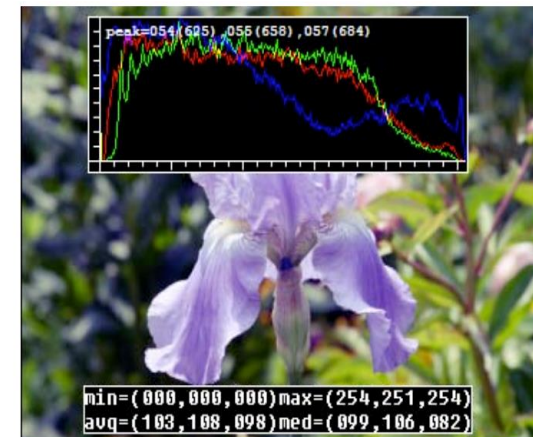 peak=054(625),055(658),057(684)
min=(000,000,000)max=(254,251,254)
avg=(103,108,098)med=(099,106,082)